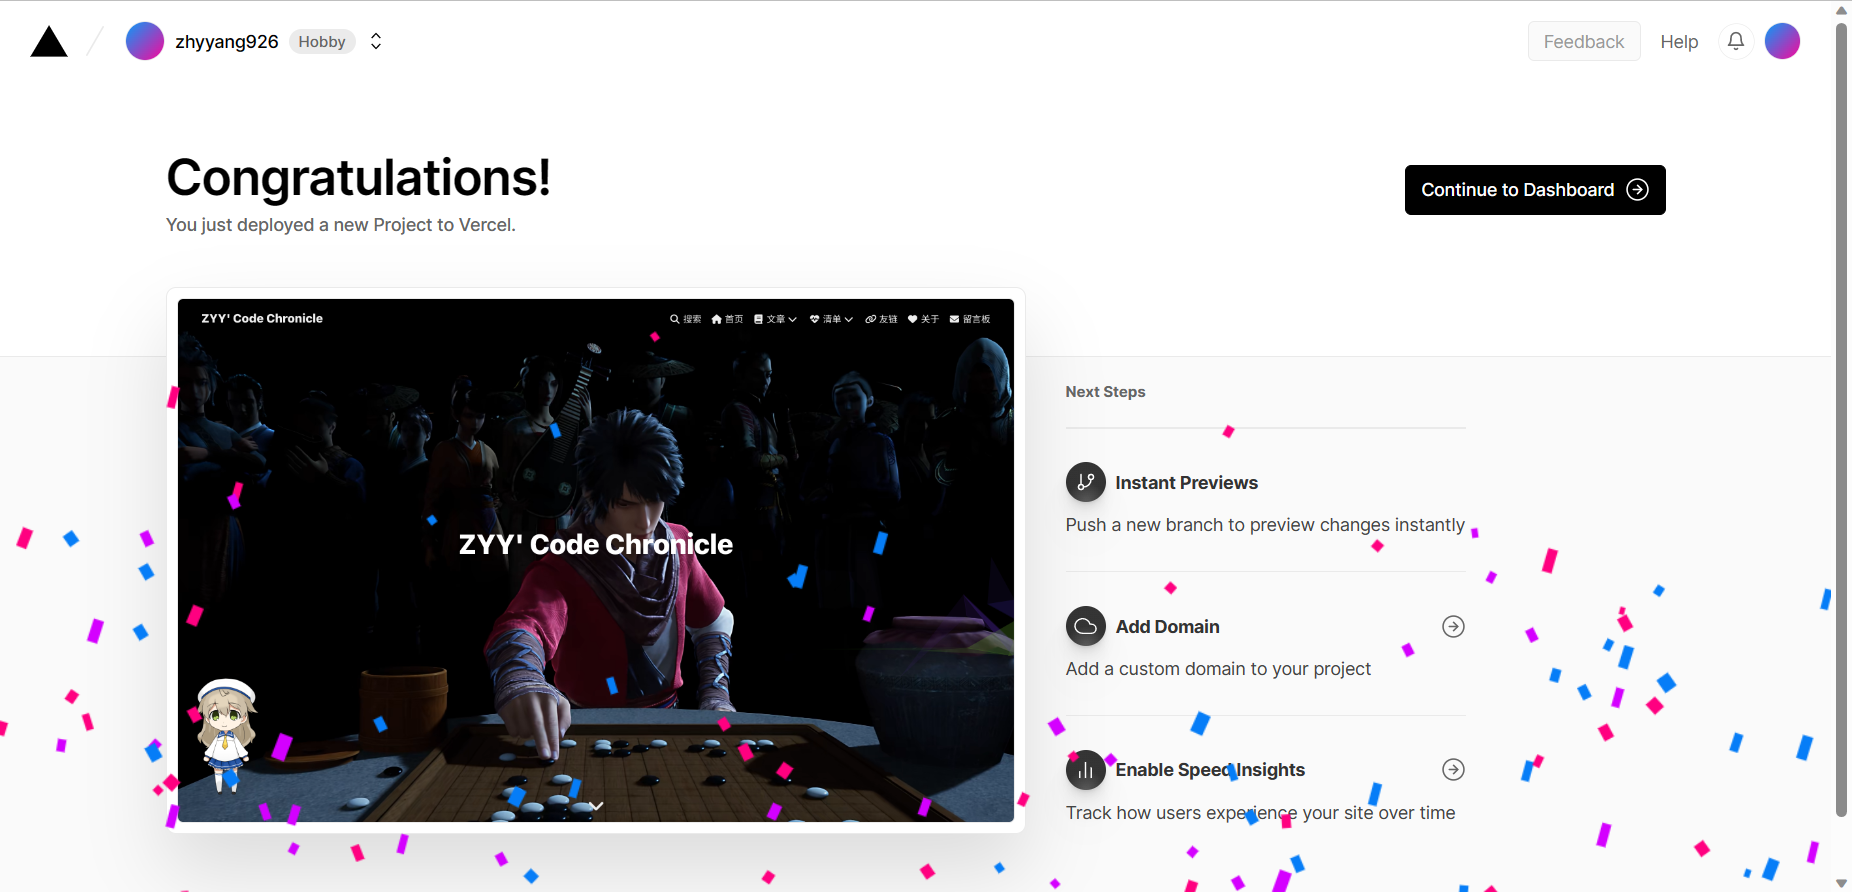 zhyyang926 Hobby
Feedback Help
Congratulations!
You just deployed a new Project to Vercel.
Continue to Dashboard
ZYY' Code Chronicle
搜索 首页 文章 清单 友链 关于 留言板
ZYY' Code Chronicle
Next Steps
Instant Previews
Push a new branch to preview changes instantly
Add Domain
Add a custom domain to your project
Enable Speed Insights
Track how users experience your site over time